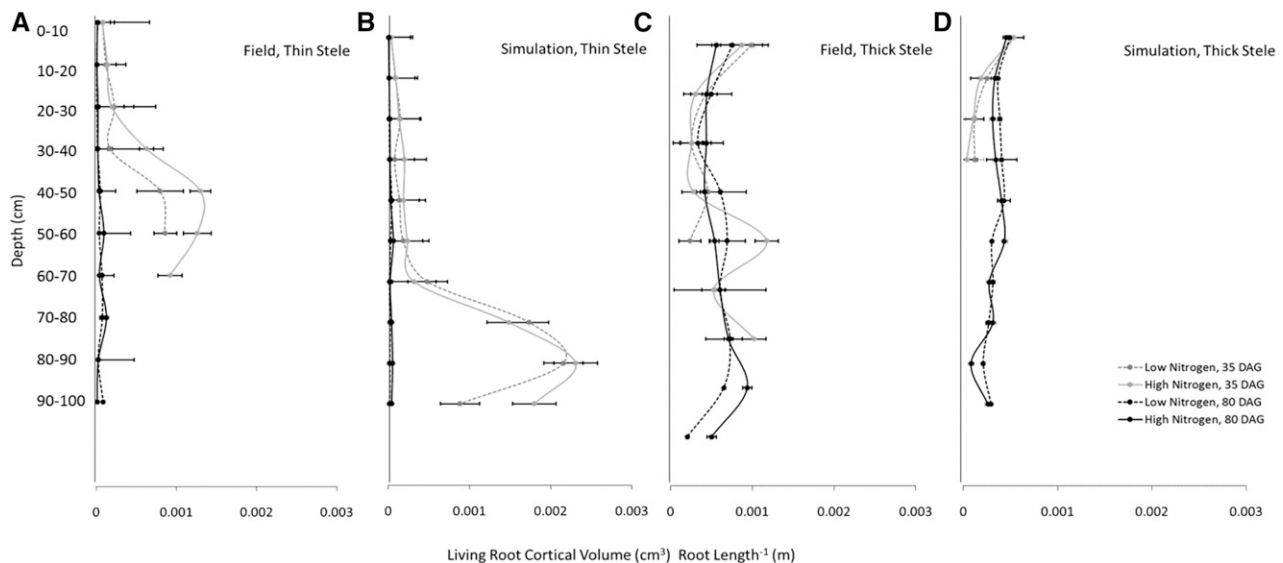 A
B
C
D
Field, Thin Stele
Simulation, Thin Stele
Field, Thick Stele
Simulation, Thick Stele
Depth (cm)
0-10
10-20
20-30
30-40
40-50
50-60
60-70
70-80
80-90
90-100
Low Nitrogen, 35 DAG
High Nitrogen, 35 DAG
Low Nitrogen, 80 DAG
High Nitrogen, 80 DAG
0 0.001 0.002 0.003
0 0.001 0.002 0.003
0 0.001 0.002 0.003
0 0.001 0.002 0.003
Living Root Cortical Volume (cm³) Root Length⁻¹ (m)